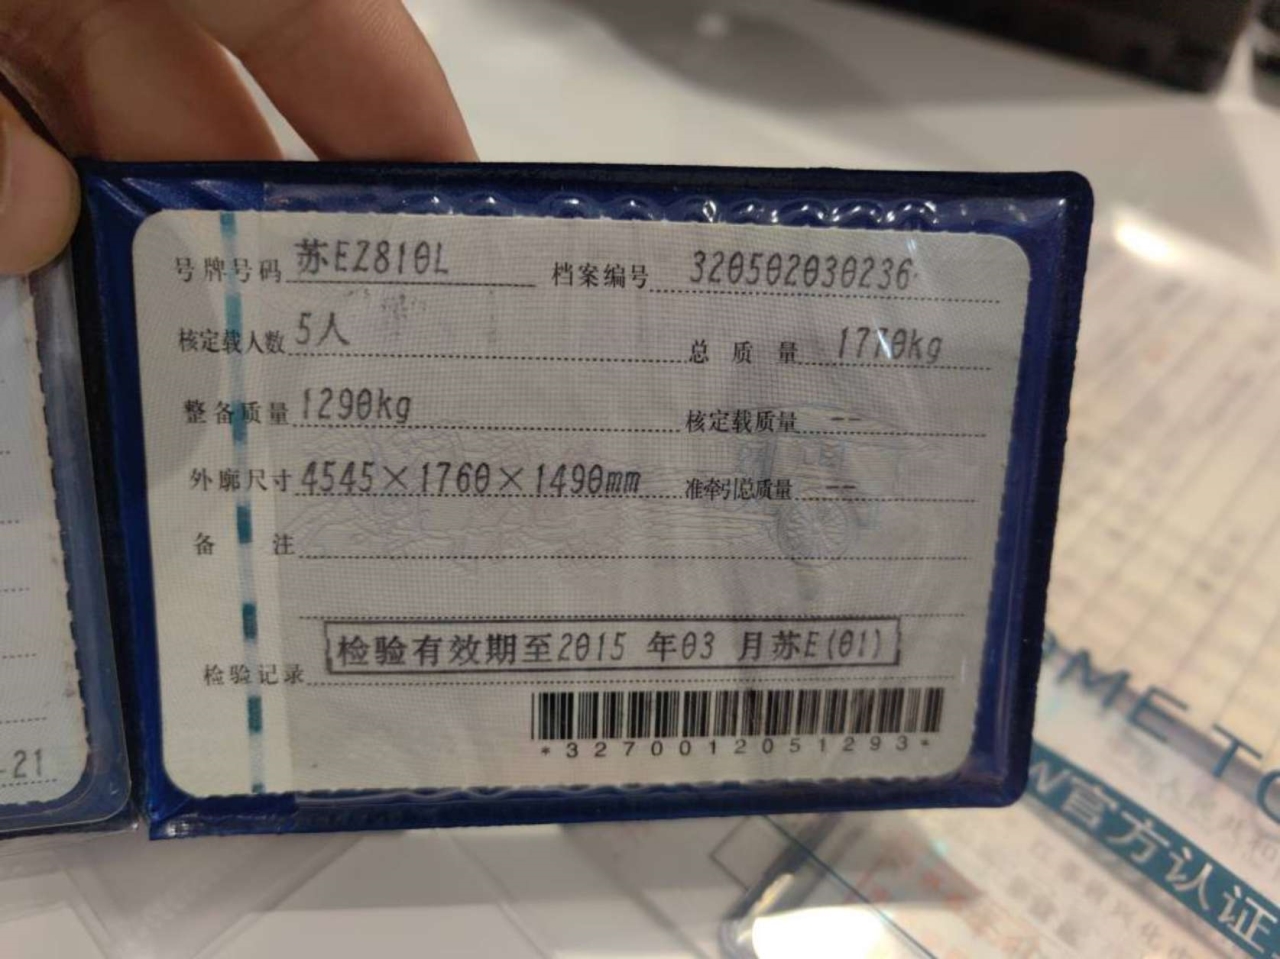 号牌号码 苏EZ810L 档案编号 320502030236
核定载人数 5人 总质量 1770kg
整备质量 1290kg 核定载质量 --
外廓尺寸 4545×1760×1490mm 准牵引总质量 --
备注
检验有效期至2015 年03 月苏E(01)
检验记录
*3270012051293*
-21
OME TO
W官方认证